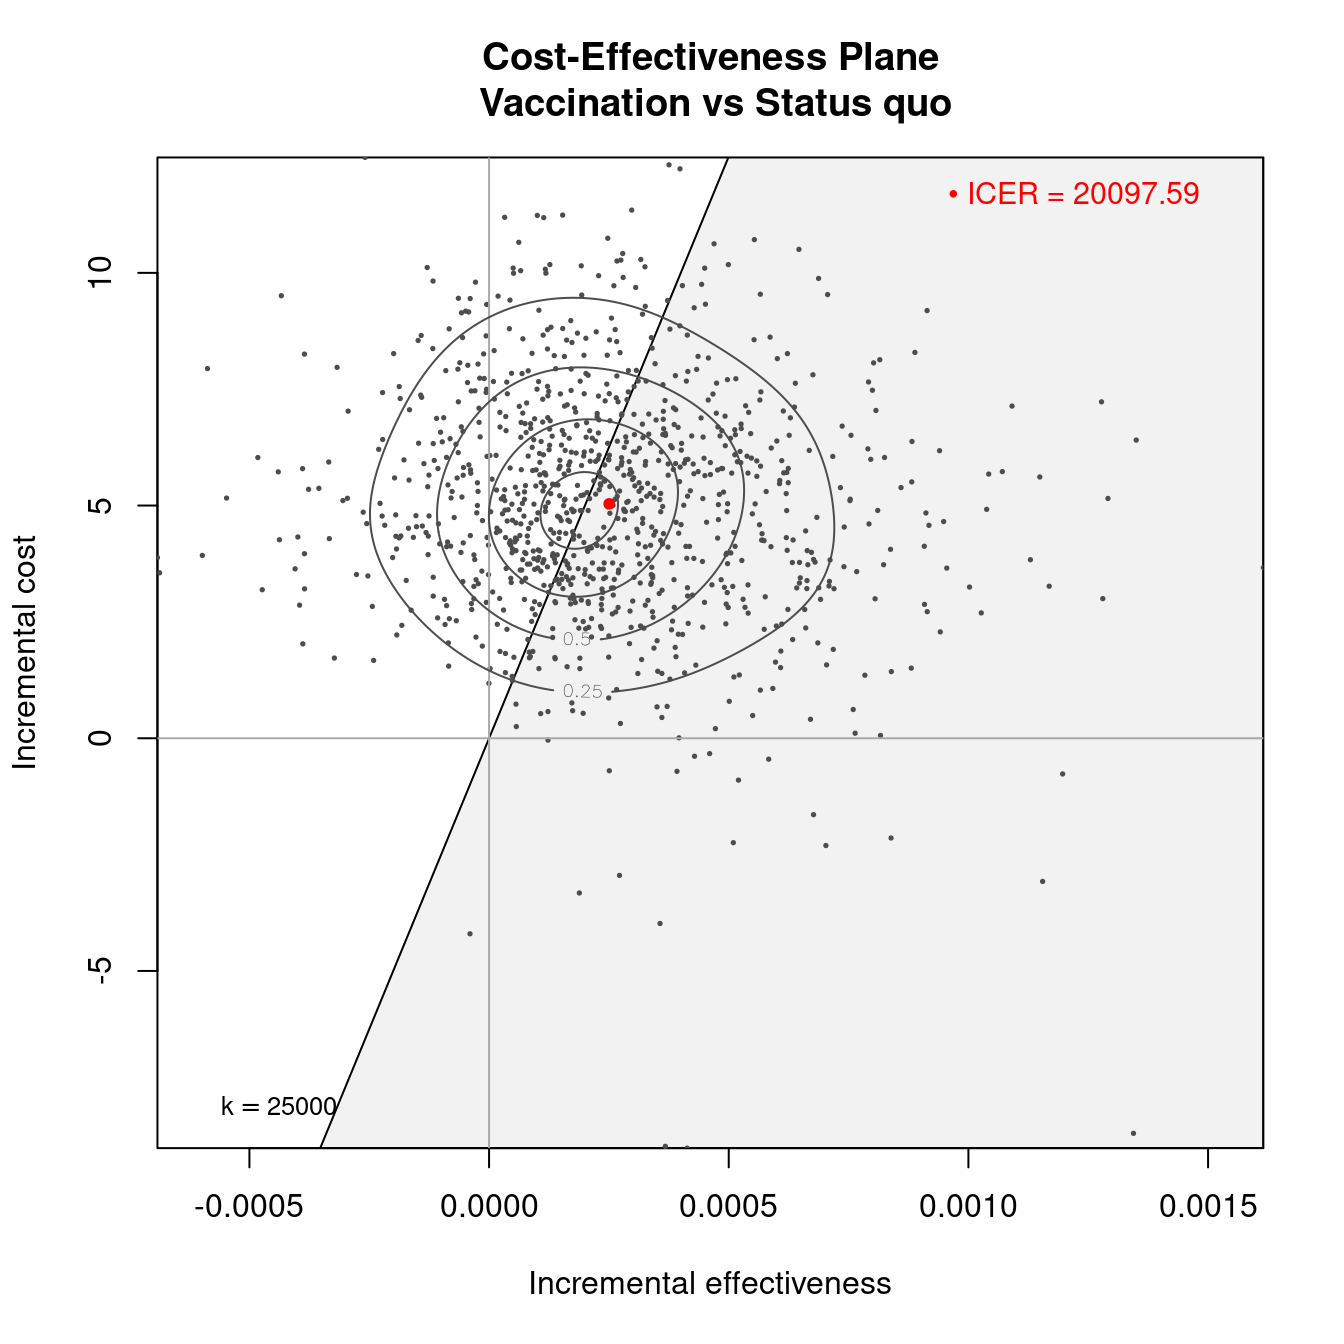 Cost-Effectiveness Plane
Vaccination vs Status quo
• ICER = 20097.59
10
5
0
-5
Incremental cost
0.5
0.25
k = 25000
-0.0005 0.0000 0.0005 0.0010 0.0015
Incremental effectiveness